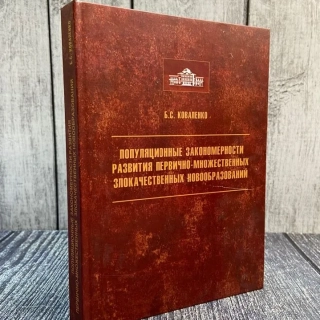 Б.С. КОВАЛЕНКО
ПОПУЛЯЦИОННЫЕ ЗАКОНОМЕРНОСТИ
РАЗВИТИЯ ПЕРВИЧНО-МНОЖЕСТВЕННЫХ
ЗЛОКАЧЕСТВЕННЫХ НОВООБРАЗОВАНИЙ